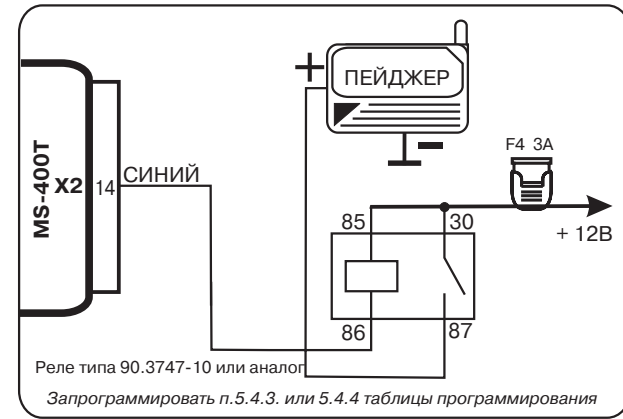 ПЕЙДЖЕР
+
−
F4 3А
MS-400T
X2
14
СИНИЙ
85
30
+ 12В
86
87
Реле типа 90.3747-10 или аналог
Запрограммировать п.5.4.3. или 5.4.4 таблицы программирования